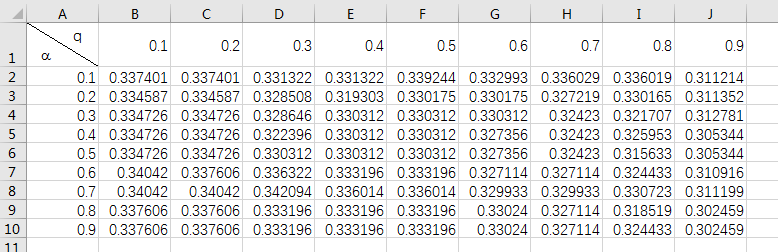 A B C D E F G H I J
q
α
1 0.1 0.2 0.3 0.4 0.5 0.6 0.7 0.8 0.9
2 0.1 0.337401 0.337401 0.331322 0.331322 0.339244 0.332993 0.336029 0.336019 0.311214
3 0.2 0.334587 0.334587 0.328508 0.319303 0.330175 0.330175 0.327219 0.330165 0.311352
4 0.3 0.334726 0.334726 0.328646 0.330312 0.330312 0.330312 0.32423 0.321707 0.312781
5 0.4 0.334726 0.334726 0.322396 0.330312 0.330312 0.327356 0.32423 0.325953 0.305344
6 0.5 0.334726 0.334726 0.330312 0.330312 0.330312 0.327356 0.32423 0.315633 0.305344
7 0.6 0.34042 0.337606 0.336322 0.333196 0.333196 0.327114 0.327114 0.324433 0.310916
8 0.7 0.34042 0.34042 0.342094 0.336014 0.336014 0.329933 0.329933 0.330723 0.311199
9 0.8 0.337606 0.337606 0.333196 0.333196 0.333196 0.33024 0.327114 0.318519 0.302459
10 0.9 0.337606 0.337606 0.333196 0.333196 0.333196 0.33024 0.327114 0.324433 0.302459
11